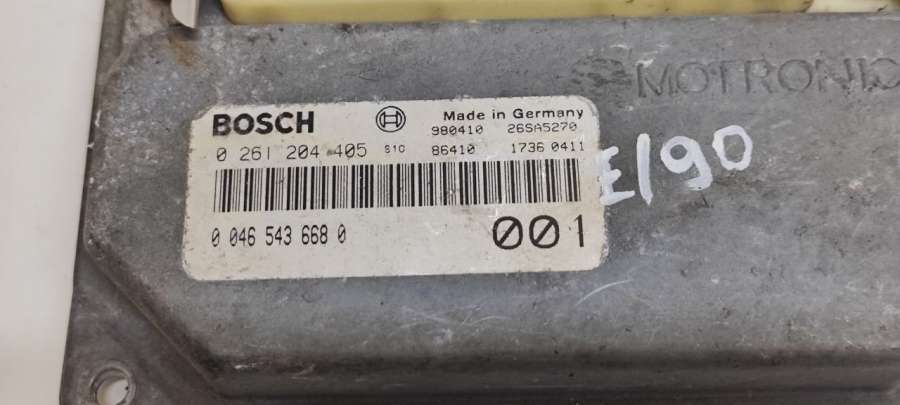 MOTRONIC
BOSCH Made in Germany
980410 26SA5270
0 261 204 405 S1C 86410 1736 0411
E190
0 046 543 668 0 001